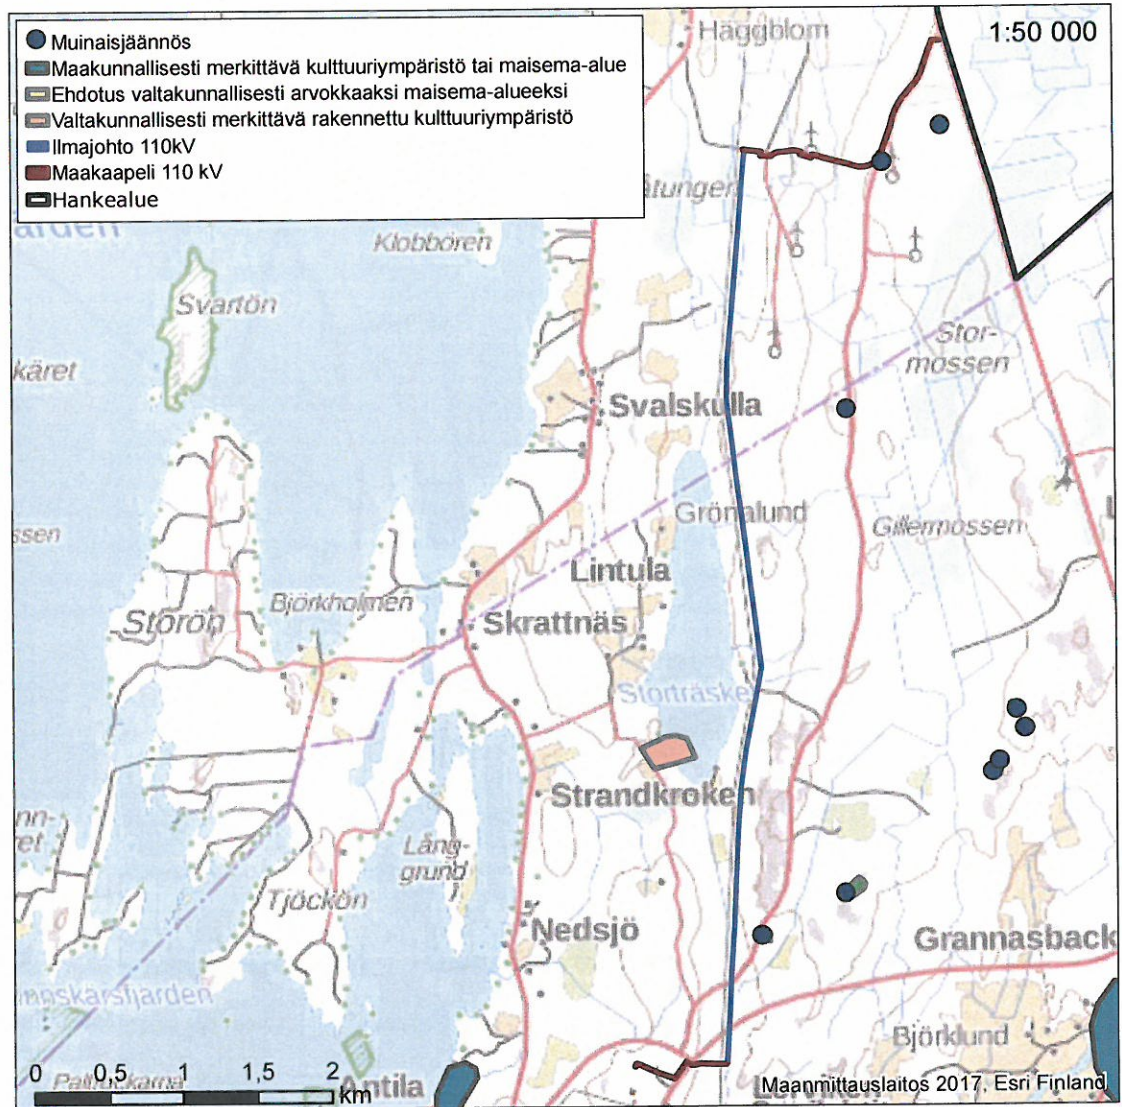 Muinaisjäännös
Maakunnallisesti merkittävä kulttuuriympäristö tai maisema-alue
Ehdotus valtakunnallisesti arvokkaaksi maisema-alueeksi
Valtakunnallisesti merkittävä rakennettu kulttuuriympäristö
Ilmajohto 110kV
Maakaapeli 110 kV
Hankealue
Häggblom
1:50 000
Klobbören
Svartön
käret
Stor-
mossen
Svalskulla
Grönalund
Gillermossen
ssen
Lintula
Björkholmen
Storön
Skrattnäs
Storträsket
Strandkroken
Lång-
grund
Tjöckön
Nedsjö
Grannasback
Björklund
0 0,5 1 1,5 2
km
Antila
Maanmittauslaitos 2017, Esri Finland